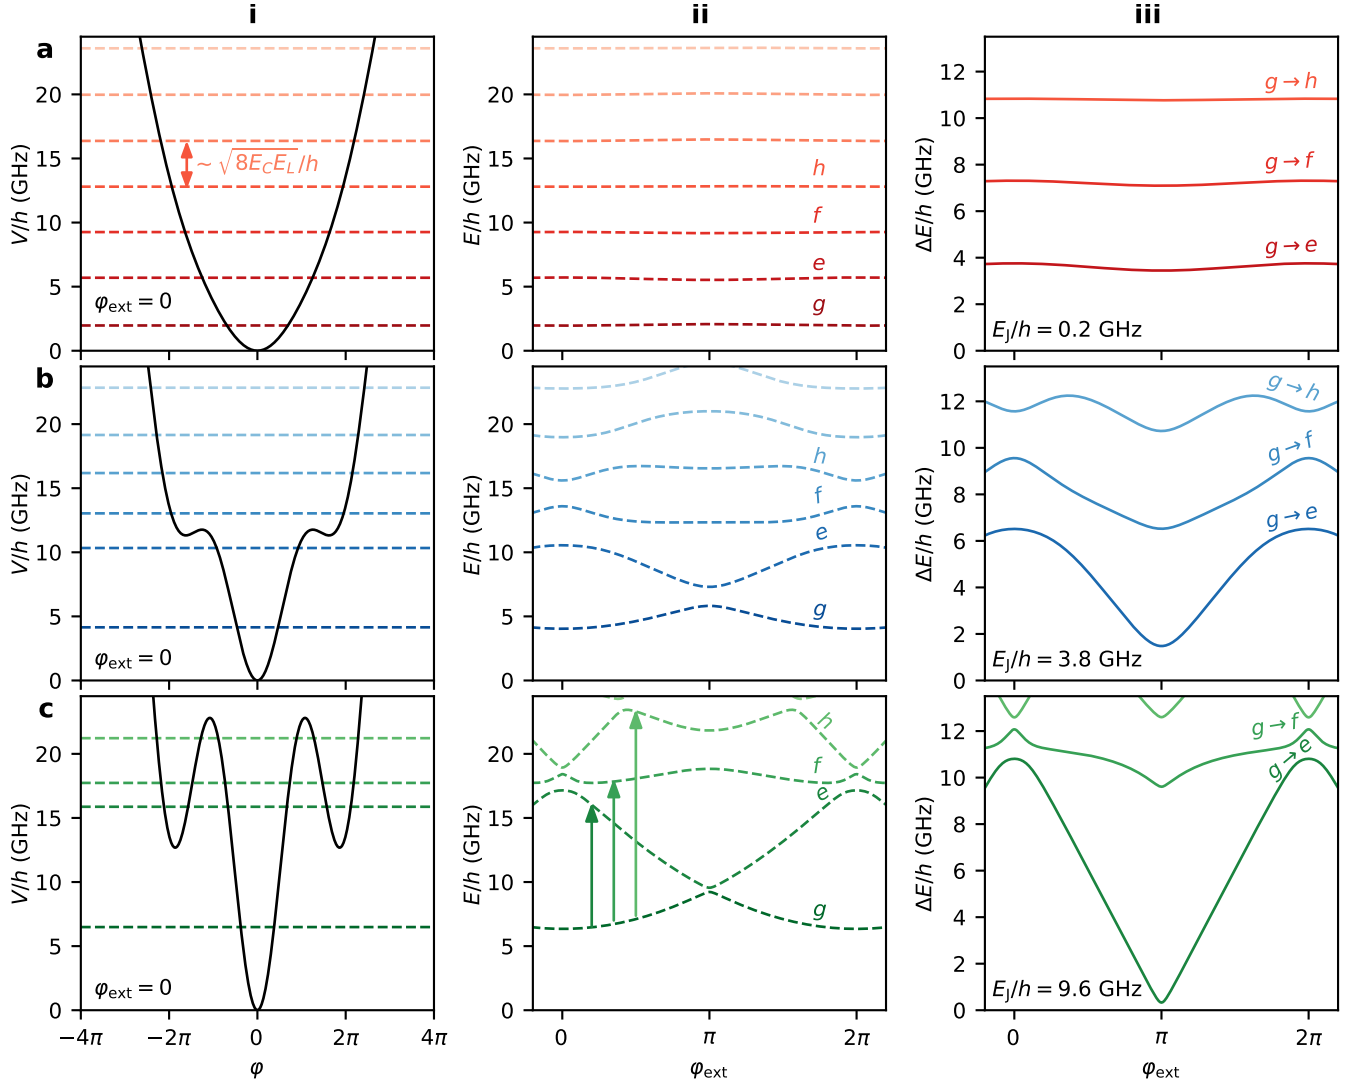 i ii iii
a
V/h (GHz)
20
15
10
5
0
~ √8E_CE_L/h
φ_ext = 0
E/h (GHz)
20
15
10
5
0
h
f
e
g
ΔE/h (GHz)
12
10
8
6
4
2
0
g → h
g → f
g → e
E_J/h = 0.2 GHz
b
V/h (GHz)
20
15
10
5
0
φ_ext = 0
E/h (GHz)
20
15
10
5
0
h
f
e
g
ΔE/h (GHz)
12
10
8
6
4
2
0
g → h
g → f
g → e
E_J/h = 3.8 GHz
c
V/h (GHz)
20
15
10
5
0
φ_ext = 0
−4π −2π 0 2π 4π
φ
E/h (GHz)
20
15
10
5
0
h
f
e
g
0 π 2π
φ_ext
ΔE/h (GHz)
12
10
8
6
4
2
0
g → f
g → e
E_J/h = 9.6 GHz
0 π 2π
φ_ext